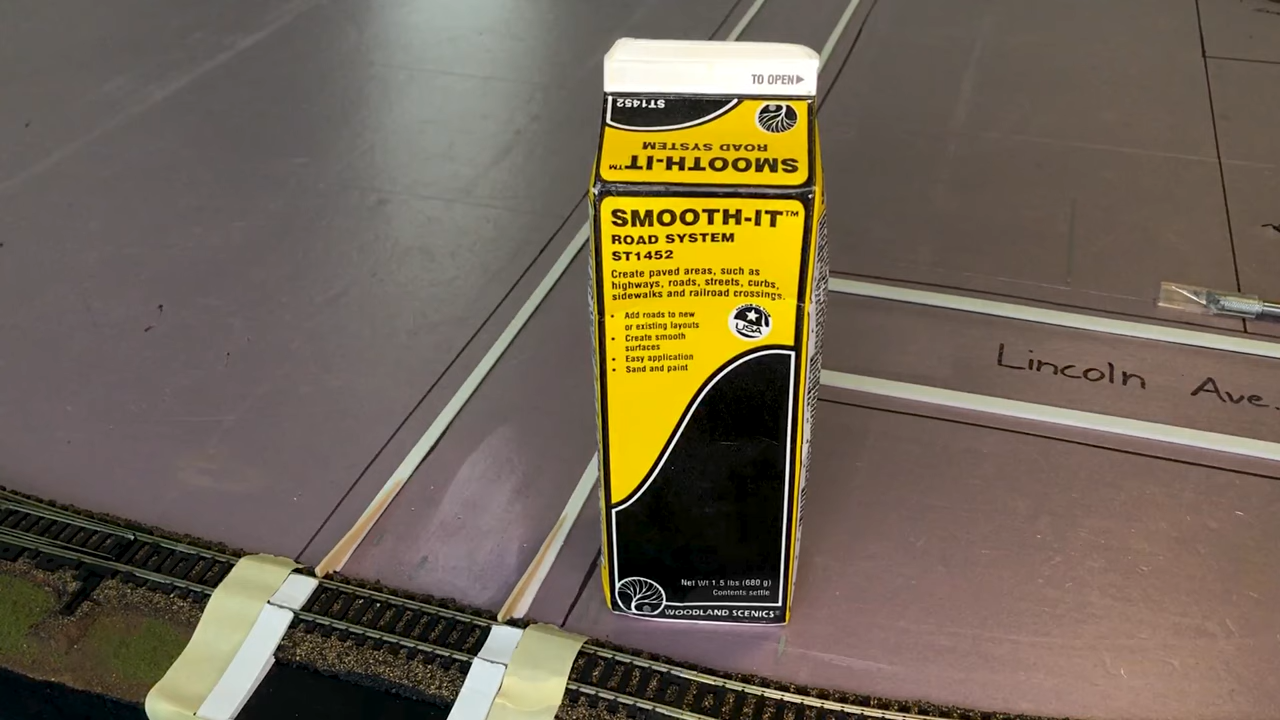 TO OPEN▶
ST1452
ROAD SYSTEM
SMOOTH-IT™
SMOOTH-IT™
ROAD SYSTEM
ST1452
Create paved areas, such as
highways, roads, streets, curbs,
sidewalks and railroad crossings.
• Add roads to new
or existing layouts
• Create smooth
surfaces
• Easy application
• Sand and paint
USA
Lincoln Ave.
Net Wt 1.5 lbs (680 g)
Contents settle
WOODLAND SCENICS®